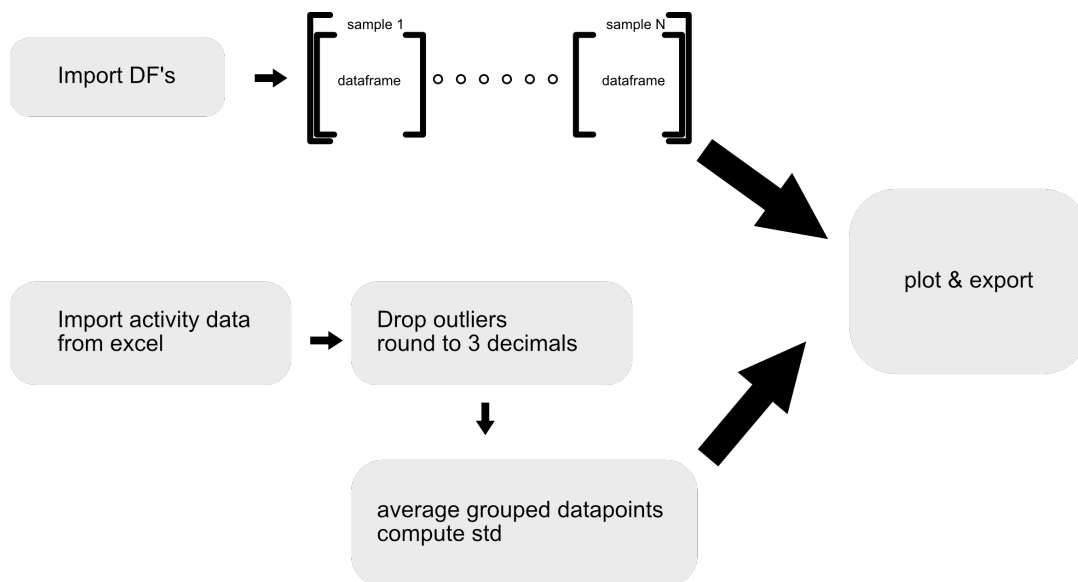 sample 1
sample N
Import DF's
dataframe
dataframe
plot & export
Import activity data
from excel
Drop outliers
round to 3 decimals
average grouped datapoints
compute std